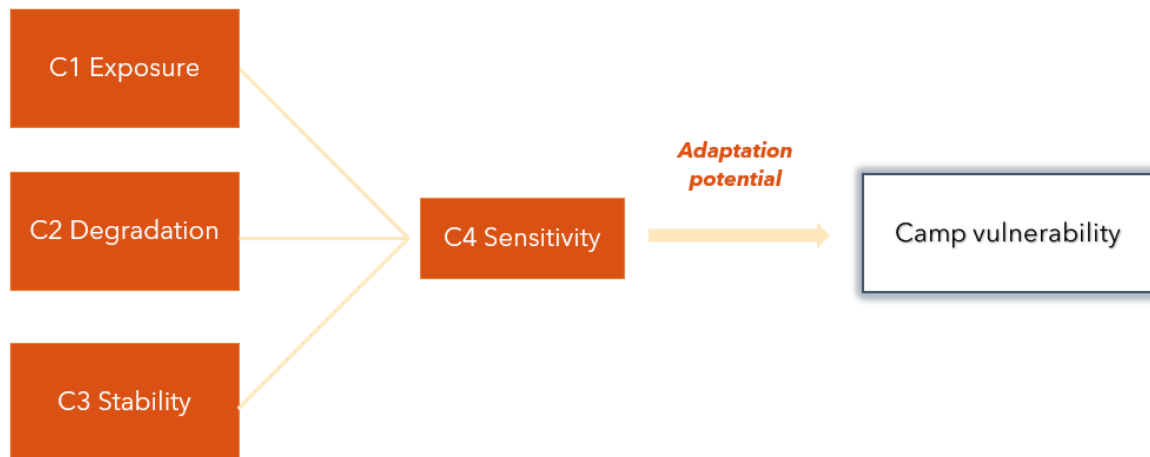 C1 Exposure
C2 Degradation
C3 Stability
C4 Sensitivity
Adaptation
potential
Camp vulnerability